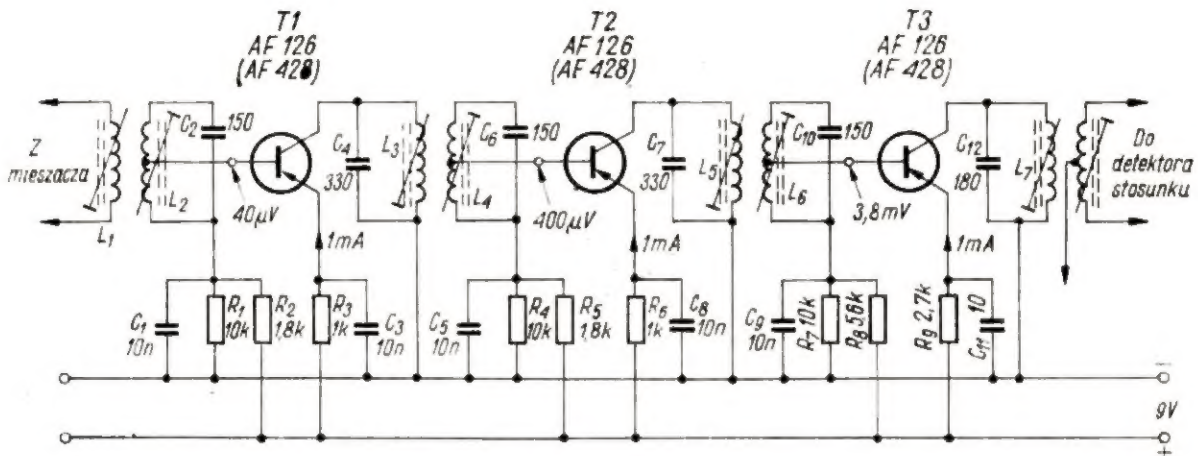 T1
AF 126
(AF 428)
T2
AF 126
(AF 428)
T3
AF 126
(AF 428)
Z
mieszacza
L1
L2
C2
150
40μV
C4
330
L3
L4
C6
150
400μV
C7
330
L5
L6
C10
150
3,8mV
C12
180
L7
Do
detektora
stosunku
1mA
1mA
1mA
C1
10n
R1
10k
R2
1,8k
R3
1k
C3
10n
C5
10n
R4
10k
R5
1,8k
R6
1k
C8
10n
C9
10n
R7 10k
R8 5,6k
R9 2,7k
C11 10
−
9V
+